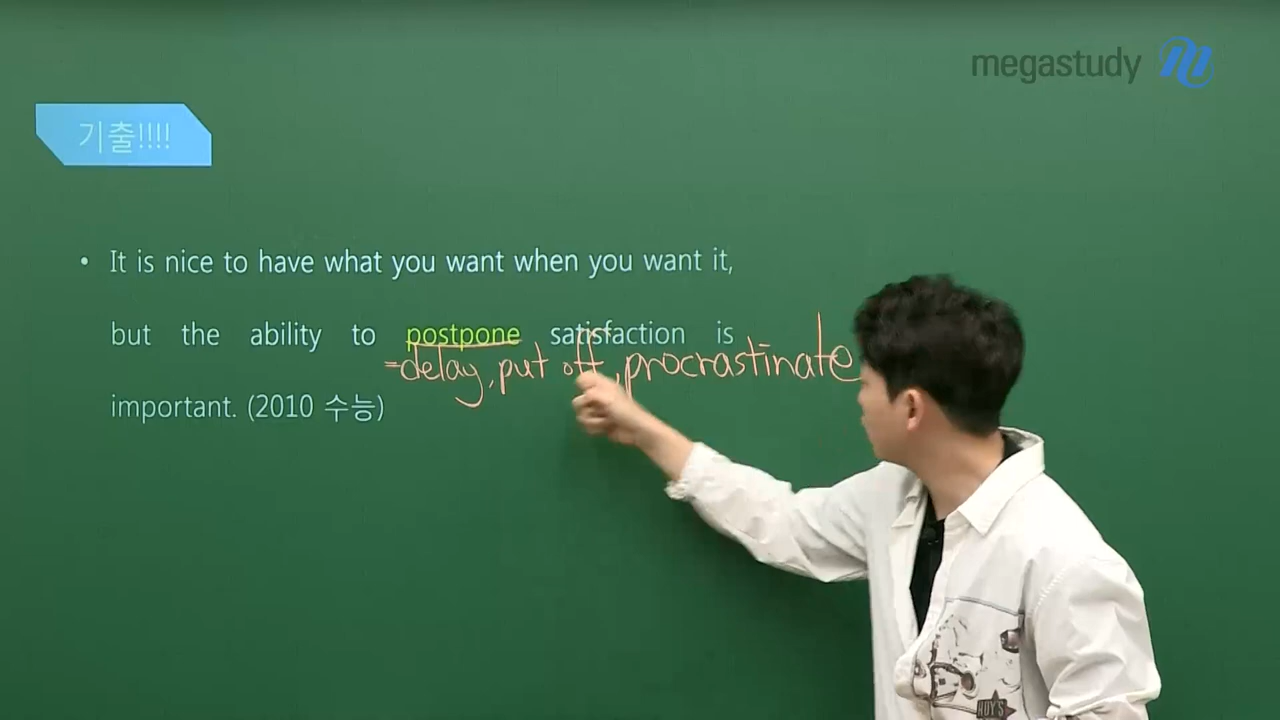 megastudy
기출!!!!
• It is nice to have what you want when you want it,
but the ability to postpone satisfaction is
=delay, put off, procrastinate
important. (2010 수능)
HOY'S